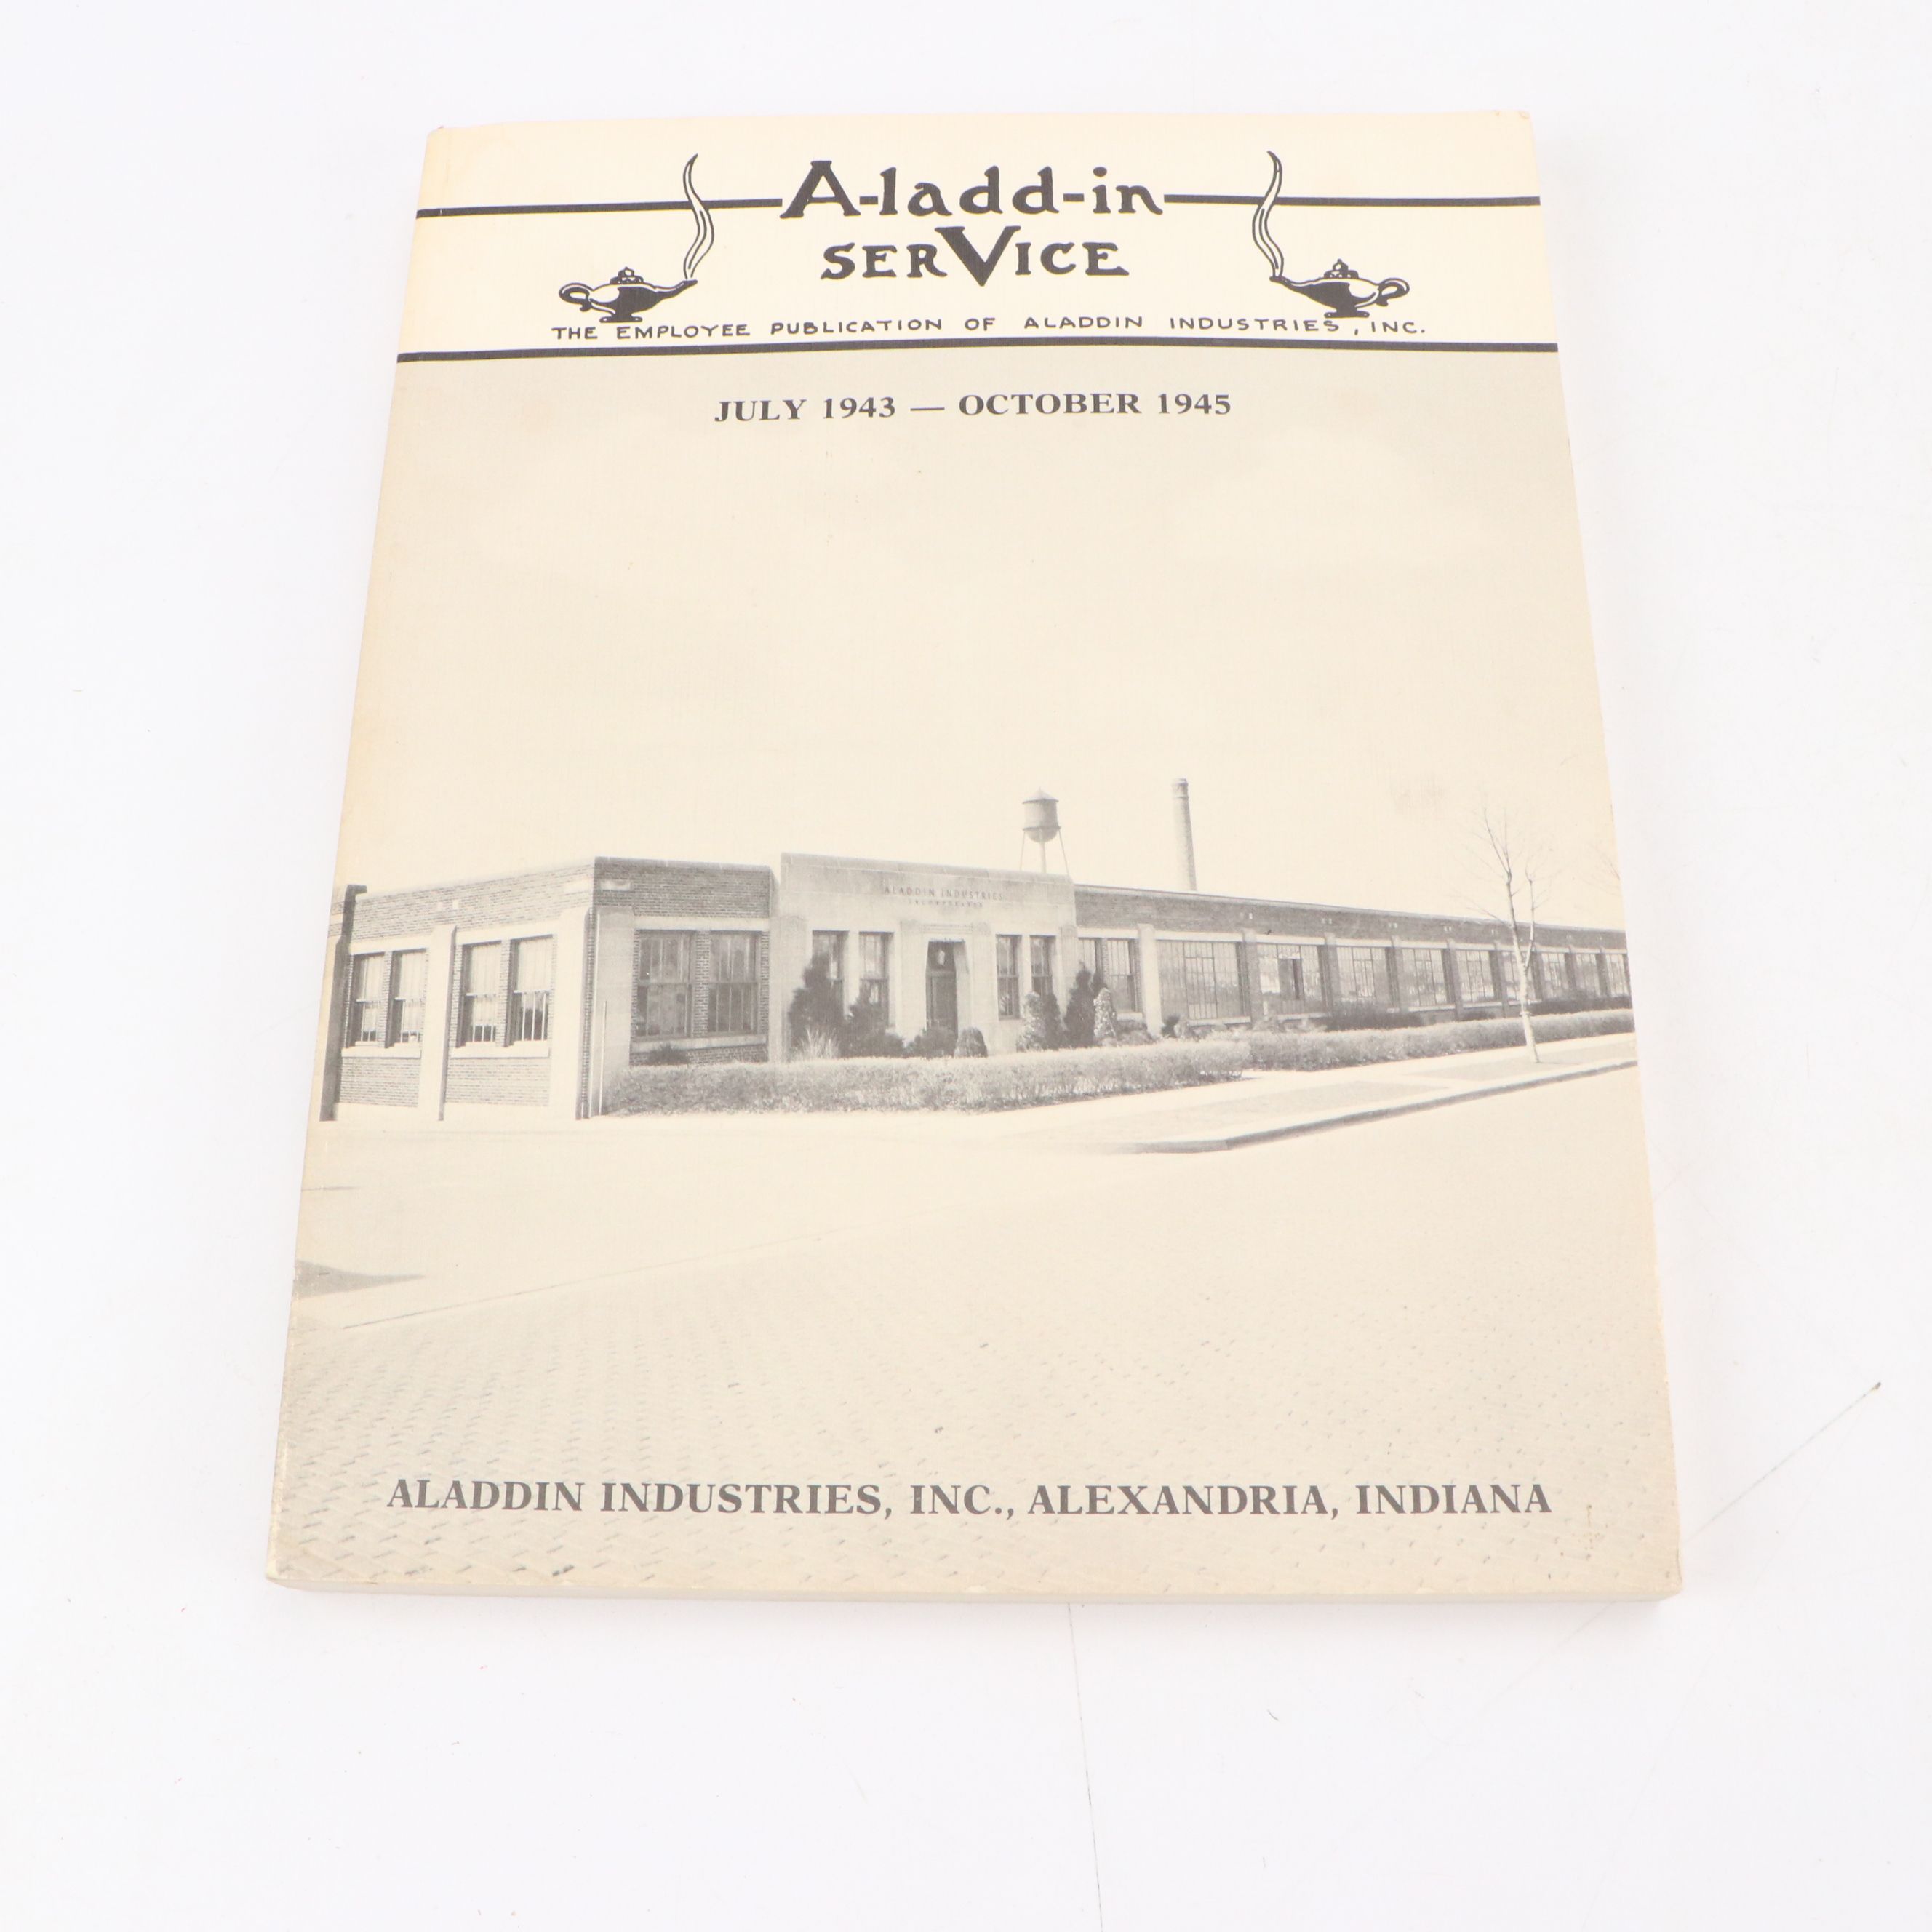 A-ladd-in
SERVICE
THE EMPLOYEE PUBLICATION OF ALADDIN INDUSTRIES, INC.
JULY 1943 — OCTOBER 1945
ALADDIN INDUSTRIES
INCORPORATED
ALADDIN INDUSTRIES, INC., ALEXANDRIA, INDIANA